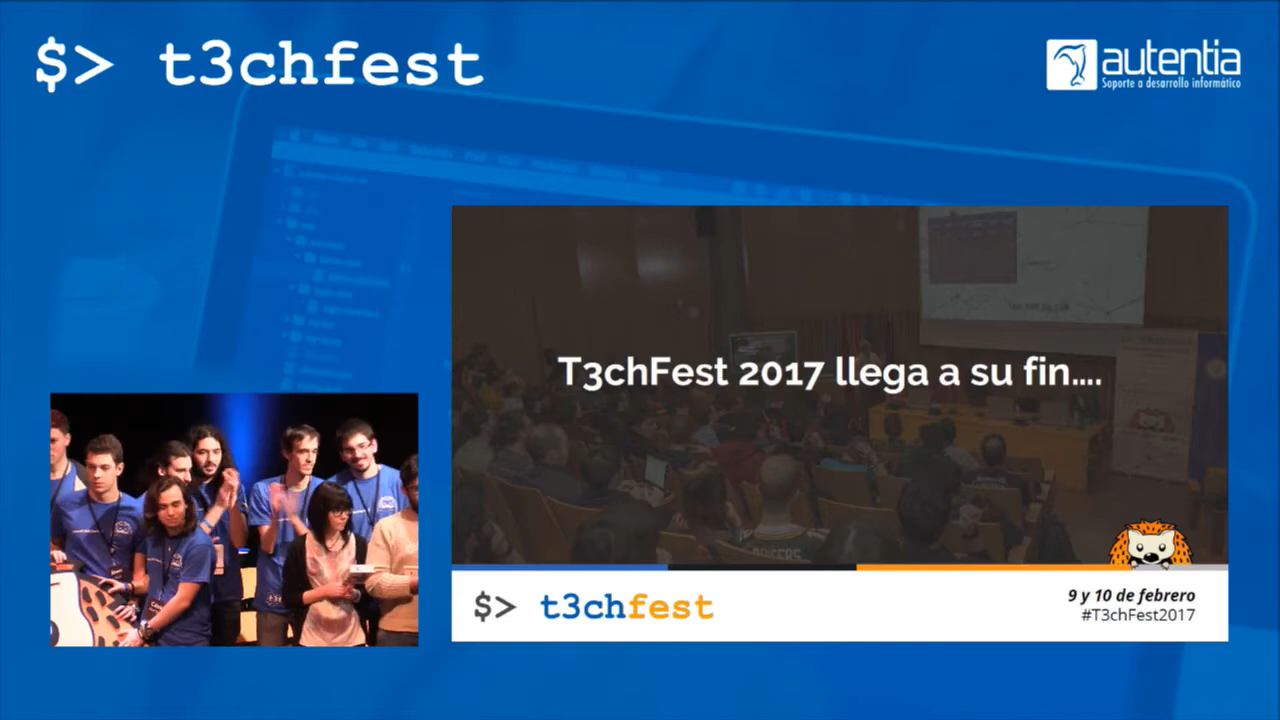 $> t3chfest
autentia
Soporte a desarrollo informático
T3chFest 2017 llega a su fin....
$> t3chfest
9 y 10 de febrero
#T3chFest2017